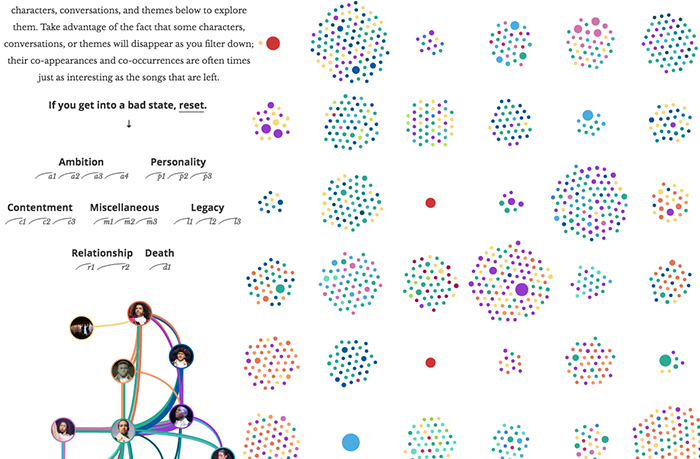 characters, conversations, and themes below to explore
them. Take advantage of the fact that some characters,
conversations, or themes will disappear as you filter down;
their co-appearances and co-occurrences are often times
just as interesting as the songs that are left.
If you get into a bad state, reset.
↓
Ambition Personality
a1 a2 a3 a4 p1 p2 p3
Contentment Miscellaneous Legacy
c1 c2 c3 m1 m2 m3 l1 l2 l3
Relationship Death
r1 r2 d1